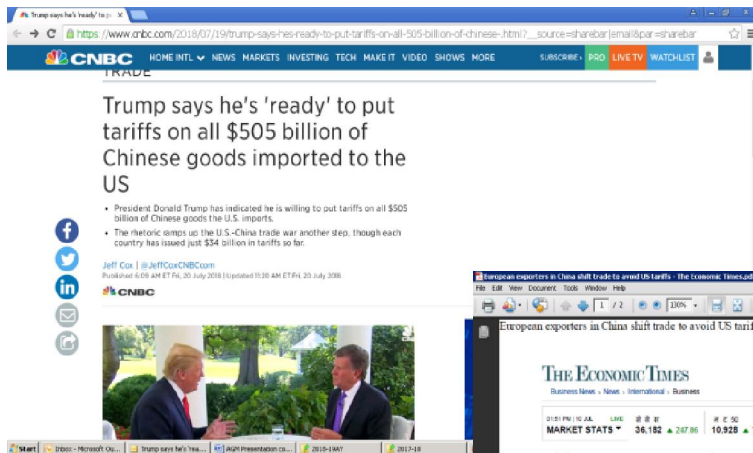 Trump says he's 'ready' to p
https://www.cnbc.com/2018/07/19/trump-says-hes-ready-to-put-tariffs-on-all-505-billion-of-chinese-.html?__source=sharebar|email&par=sharebar
CNBC HOME INTL NEWS MARKETS INVESTING TECH MAKE IT VIDEO SHOWS MORE SUBSCRIBE PRO LIVE TV WATCHLIST
TRADE
Trump says he's 'ready' to put
tariffs on all $505 billion of
Chinese goods imported to the
US
• President Donald Trump has indicated he is willing to put tariffs on all $505
billion of Chinese goods the U.S. imports.
• The rhetoric ramps up the U.S.-China trade war another step, though each
country has issued just $34 billion in tariffs so far.
Jeff Cox | @JeffCoxCNBCcom
Published 6:09 AM ET Fri, 20 July 2018 | Updated 11:20 AM ET Fri, 20 July 2018
CNBC
European exporters in China shift trade to avoid US tariffs - The Economic Times.pd
File Edit View Document Tools Window Help
1 / 2 130%
European exporters in China shift trade to avoid US tarif
THE ECONOMIC TIMES
Business News › News › International › Business
01:51 PM | 10 JUL LIVE
MARKET STATS 36,182 ▲ 247.86 10,928 ▲
Start Inbox - Microsoft Ou... Trump says he's 'rea... AGM Presentation co... 2018-19AY 2017-18